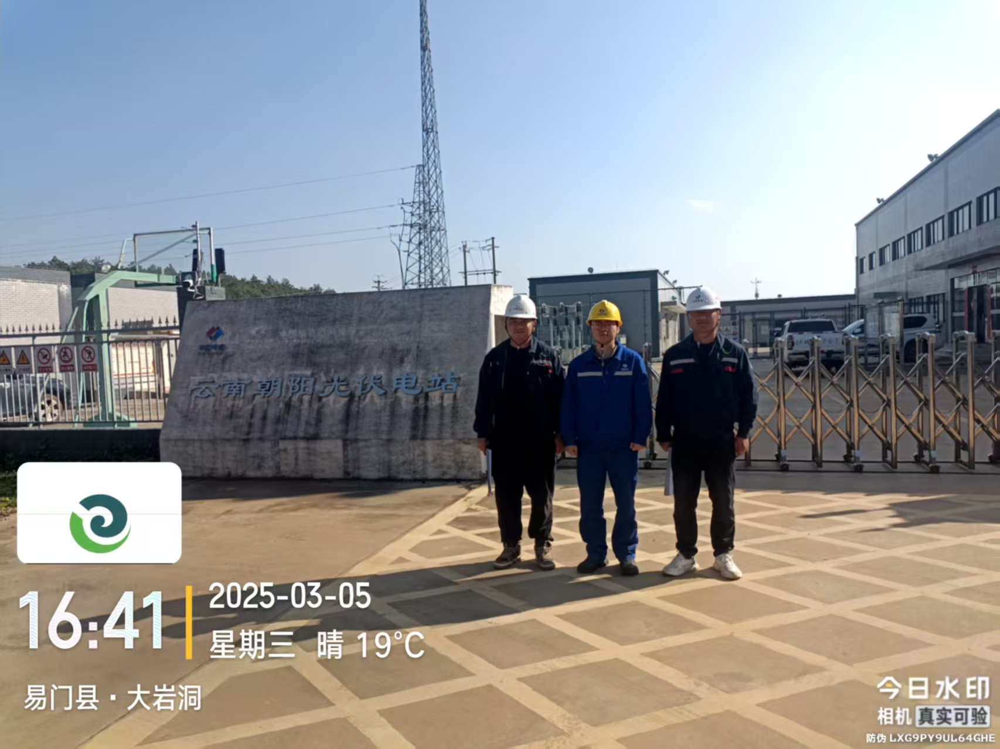 云南朝阳光伏电站
16:41
2025-03-05
星期三 晴 19°C
易门县·大岩洞
今日水印
相机 真实可验
防伪 LXG9PY9UL64GHE